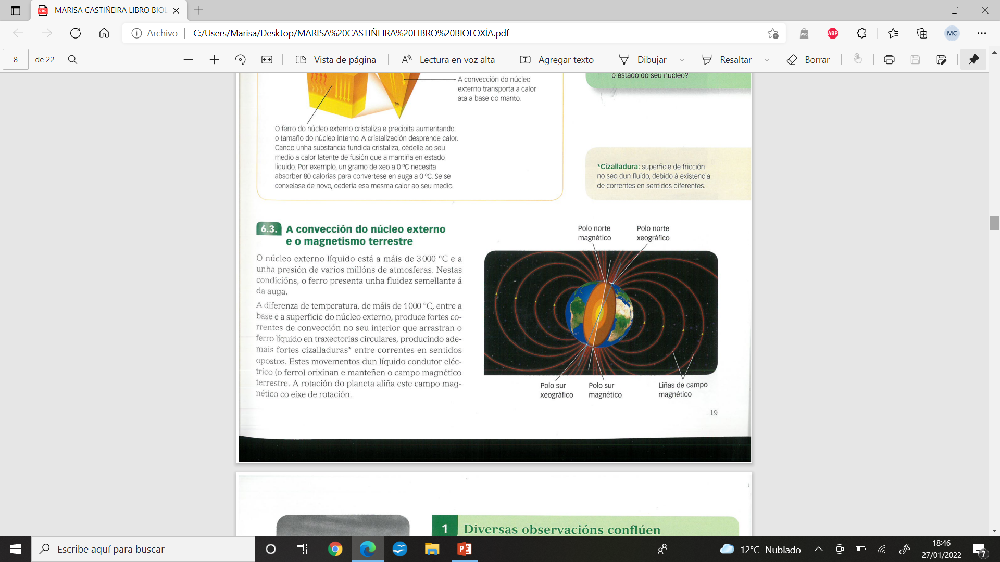 MARISA CASTIÑEIRA LIBRO BIOL
Archivo
C:/Users/Marisa/Desktop/MARISA%20CASTIÑEIRA%20LIBRO%20BIOLOXÍA.pdf
AVG
ABP
MC
8
de 22
Vista de página
Lectura en voz alta
Agregar texto
Dibujar
Resaltar
Borrar
A convección do núcleo
externo transporta a calor
ata a base do manto.
o estado do seu núcleo?
O ferro do núcleo externo cristaliza e precipita aumentando
o tamaño do núcleo interno. A cristalización desprende calor.
Cando unha substancia fundida cristaliza, cédelle ao seu
medio a calor latente de fusión que a mantiña en estado
líquido. Por exemplo, un gramo de xeo a 0 ºC necesita
absorber 80 calorías para convertese en auga a 0 ºC. Se se
conxelase de novo, cedería esa mesma calor ao seu medio.
*Cizalladura: superficie de fricción
no seo dun fluído, debido á existencia
de correntes en sentidos diferentes.
6.3. A convección do núcleo externo
e o magnetismo terrestre
O núcleo externo líquido está a máis de 3 000 °C e a
unha presión de varios millóns de atmosferas. Nestas
condicións, o ferro presenta unha fluidez semellante á
da auga.
A diferenza de temperatura, de máis de 1 000 °C, entre a
base e a superficie do núcleo externo, produce fortes co-
rrentes de convección no seu interior que arrastran o
ferro líquido en traxectorias circulares, producindo ade-
mais fortes cizalladuras* entre correntes en sentidos
opostos. Estes movementos dun líquido condutor eléc-
trico (o ferro) orixinan e manteñen o campo magnético
terrestre. A rotación do planeta aliña este campo mag-
nético co eixe de rotación.
Polo norte
magnético
Polo norte
xeográfico
Polo sur
xeográfico
Polo sur
magnético
Liñas de campo
magnético
19
1 Diversas observacións conflúen
Escribe aquí para buscar
12°C Nublado
18:46
27/01/2022
7